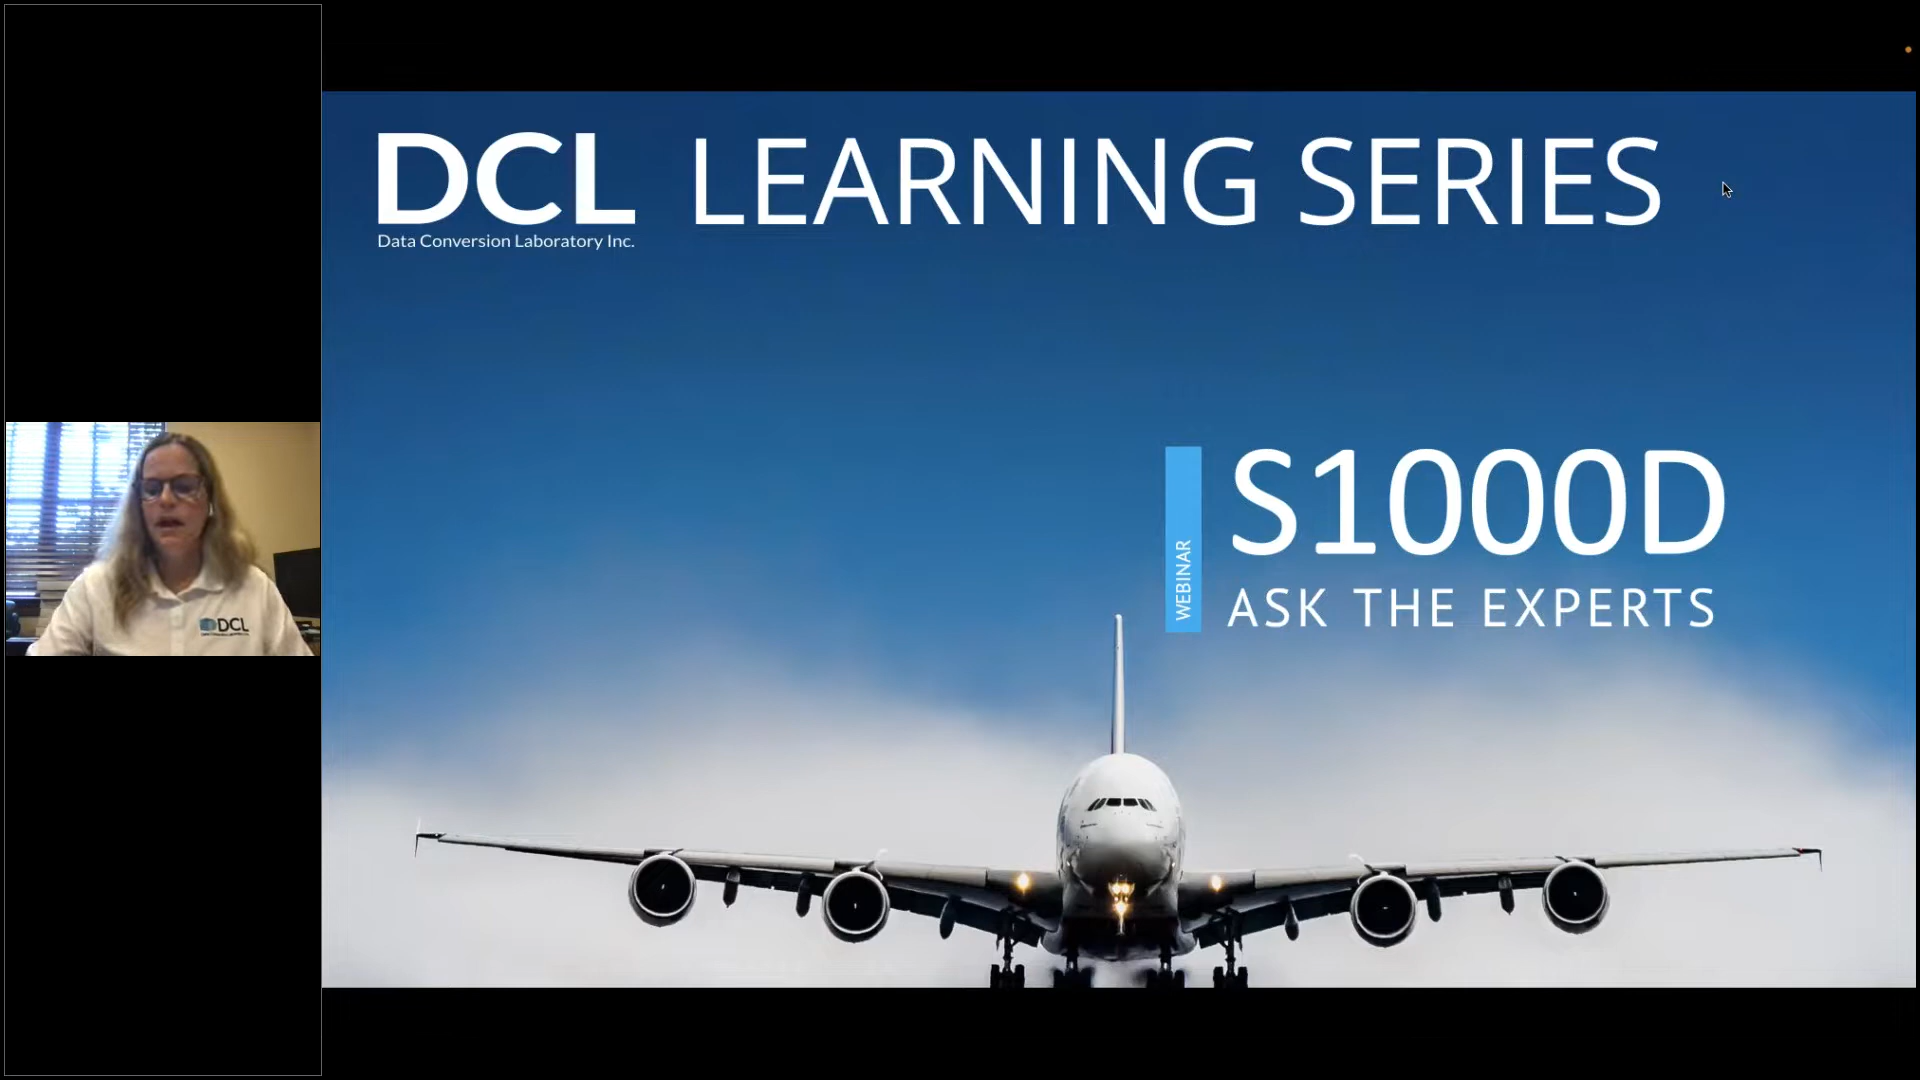 DCL LEARNING SERIES
Data Conversion Laboratory Inc.
WEBINAR
S1000D
ASK THE EXPERTS
DCL